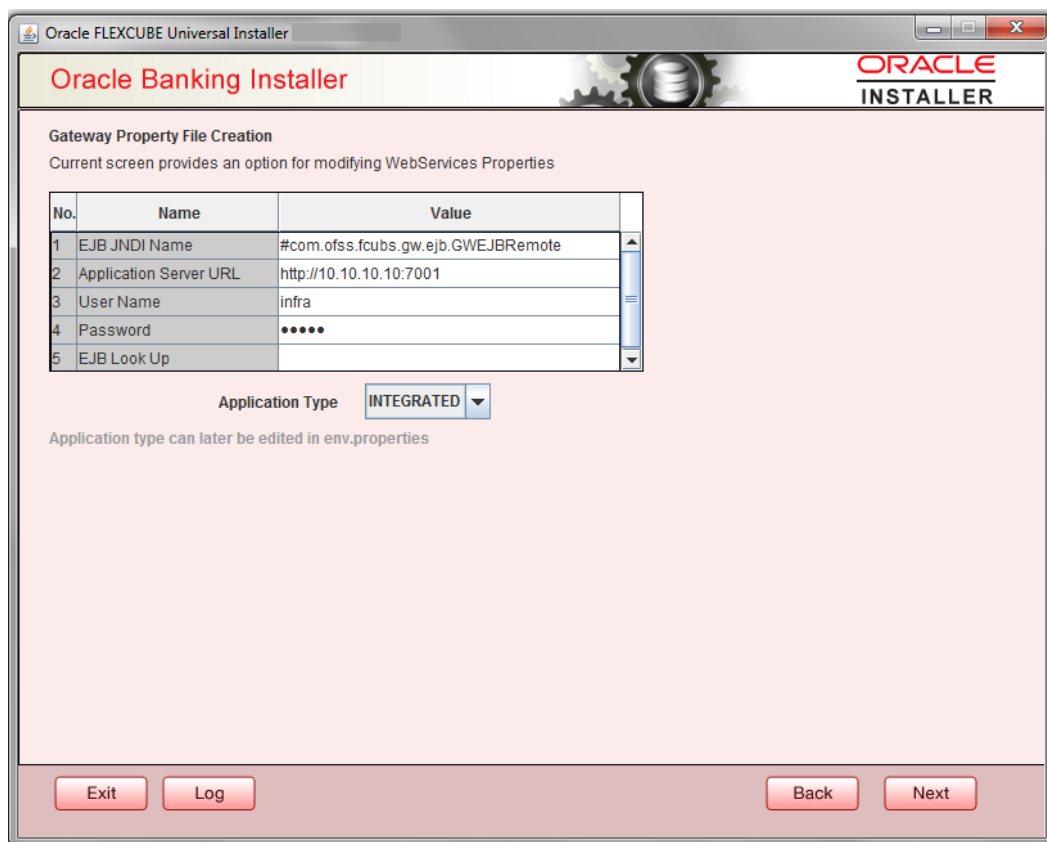 Oracle FLEXCUBE Universal Installer
Oracle Banking Installer
ORACLE
INSTALLER
Gateway Property File Creation
Current screen provides an option for modifying WebServices Properties
No. Name Value
1 EJB JNDI Name #com.ofss.fcubs.gw.ejb.GWEJBRemote
2 Application Server URL http://10.10.10.10:7001
3 User Name infra
4 Password •••••
5 EJB Look Up
Application Type INTEGRATED
Application type can later be edited in env.properties
Exit Log Back Next